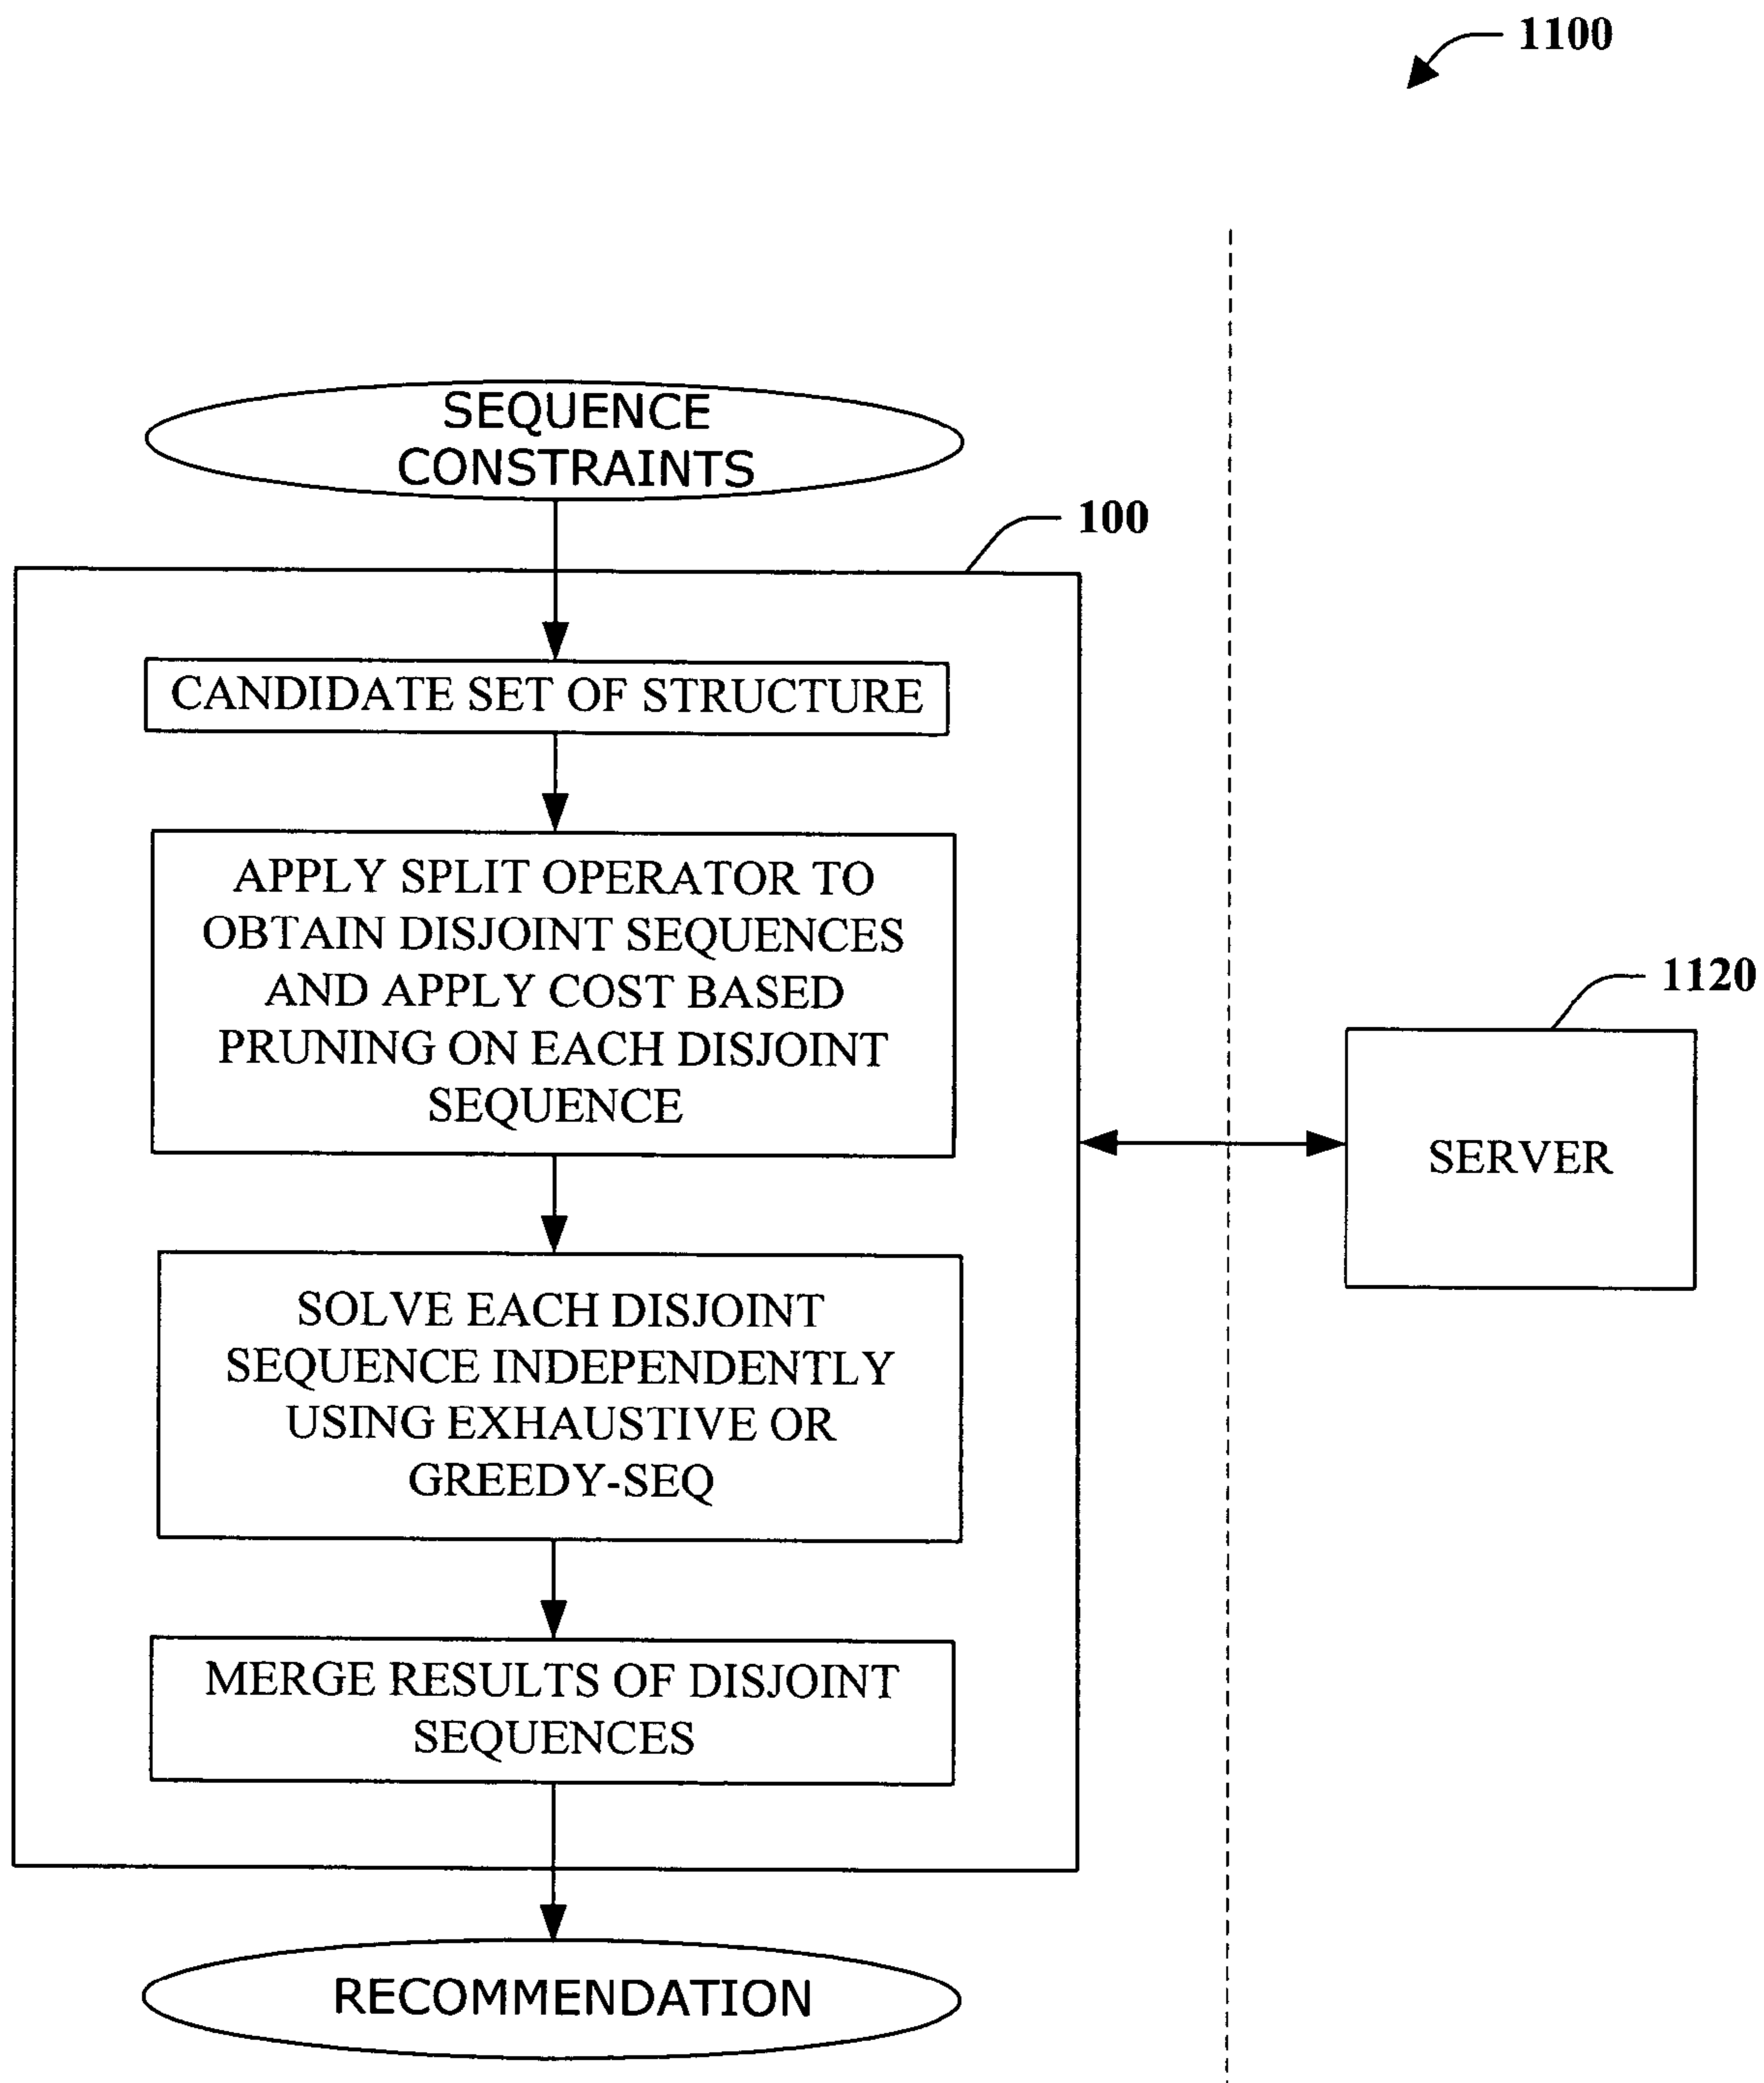 1100
SEQUENCE
CONSTRAINTS
100
CANDIDATE SET OF STRUCTURE
APPLY SPLIT OPERATOR TO
OBTAIN DISJOINT SEQUENCES
AND APPLY COST BASED
PRUNING ON EACH DISJOINT
SEQUENCE
1120
SERVER
SOLVE EACH DISJOINT
SEQUENCE INDEPENDENTLY
USING EXHAUSTIVE OR
GREEDY-SEQ
MERGE RESULTS OF DISJOINT
SEQUENCES
RECOMMENDATION